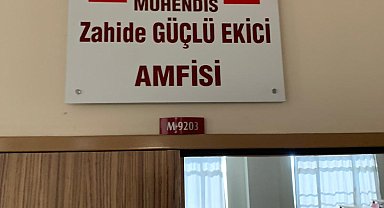 MÜHENDİS
Zahide GÜÇLÜ EKİCİ
AMFİSİ
M-9203